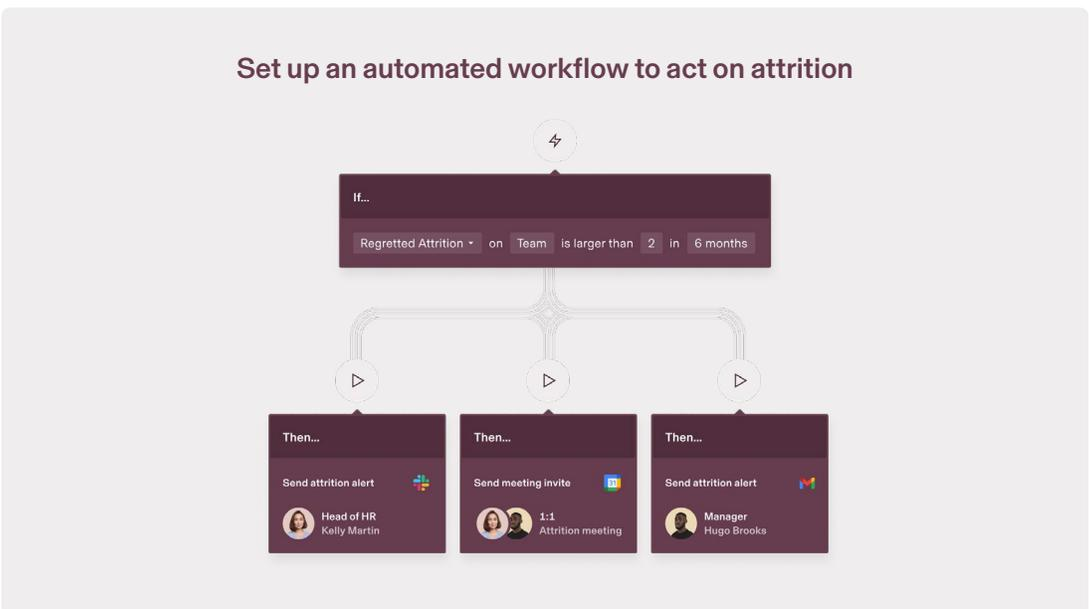 Set up an automated workflow to act on attrition
If...
Regretted Attrition on Team is larger than 2 in 6 months
Then...
Send attrition alert
Head of HR
Kelly Martin
Then...
Send meeting invite
31
1:1
Attrition meeting
Then...
Send attrition alert
Manager
Hugo Brooks